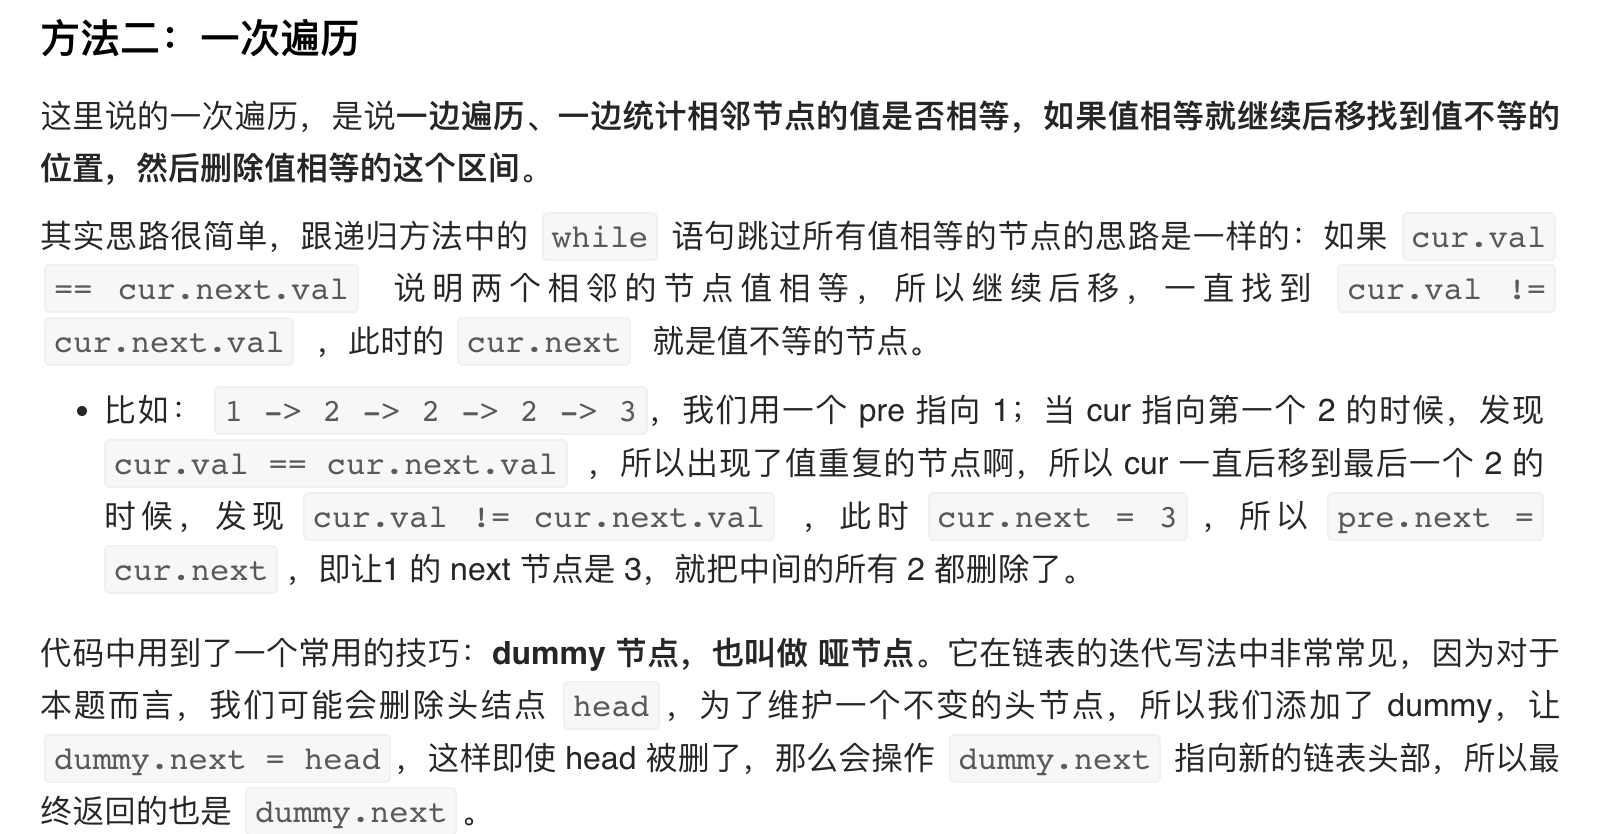 方法二：一次遍历
这里说的一次遍历，是说一边遍历、一边统计相邻节点的值是否相等，如果值相等就继续后移找到值不等的
位置，然后删除值相等的这个区间。
其实思路很简单，跟递归方法中的 while 语句跳过所有值相等的节点的思路是一样的：如果 cur.val
== cur.next.val 说明两个相邻的节点值相等，所以继续后移，一直找到 cur.val !=
cur.next.val ，此时的 cur.next 就是值不等的节点。
• 比如： 1 -> 2 -> 2 -> 2 -> 3，我们用一个 pre 指向 1；当 cur 指向第一个 2 的时候，发现
cur.val == cur.next.val ，所以出现了值重复的节点啊，所以 cur 一直后移到最后一个 2 的
时候，发现 cur.val != cur.next.val ，此时 cur.next = 3 ，所以 pre.next =
cur.next ，即让1 的 next 节点是 3，就把中间的所有 2 都删除了。
代码中用到了一个常用的技巧：dummy 节点，也叫做 哑节点。它在链表的迭代写法中非常常见，因为对于
本题而言，我们可能会删除头结点 head ，为了维护一个不变的头节点，所以我们添加了 dummy，让
dummy.next = head ，这样即使 head 被删了，那么会操作 dummy.next 指向新的链表头部，所以最
终返回的也是 dummy.next 。